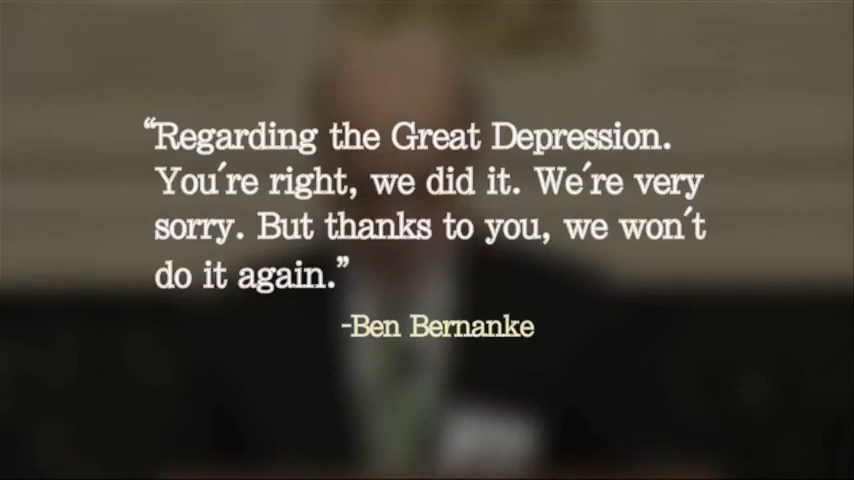 “Regarding the Great Depression.
You´re right, we did it. We´re very
sorry. But thanks to you, we won´t
do it again.”
-Ben Bernanke